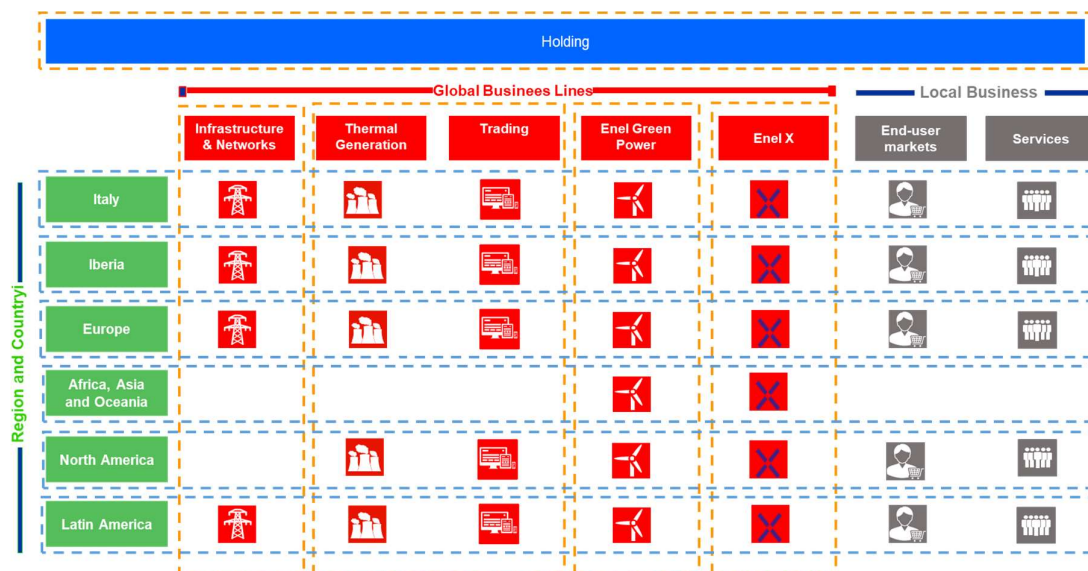 Holding
Global Businees Lines
Local Business
Infrastructure
& Networks
Thermal
Generation
Trading
Enel Green
Power
Enel X
End-user
markets
Services
Region and Countryi
Italy
Iberia
Europe
Africa, Asia
and Oceania
North America
Latin America